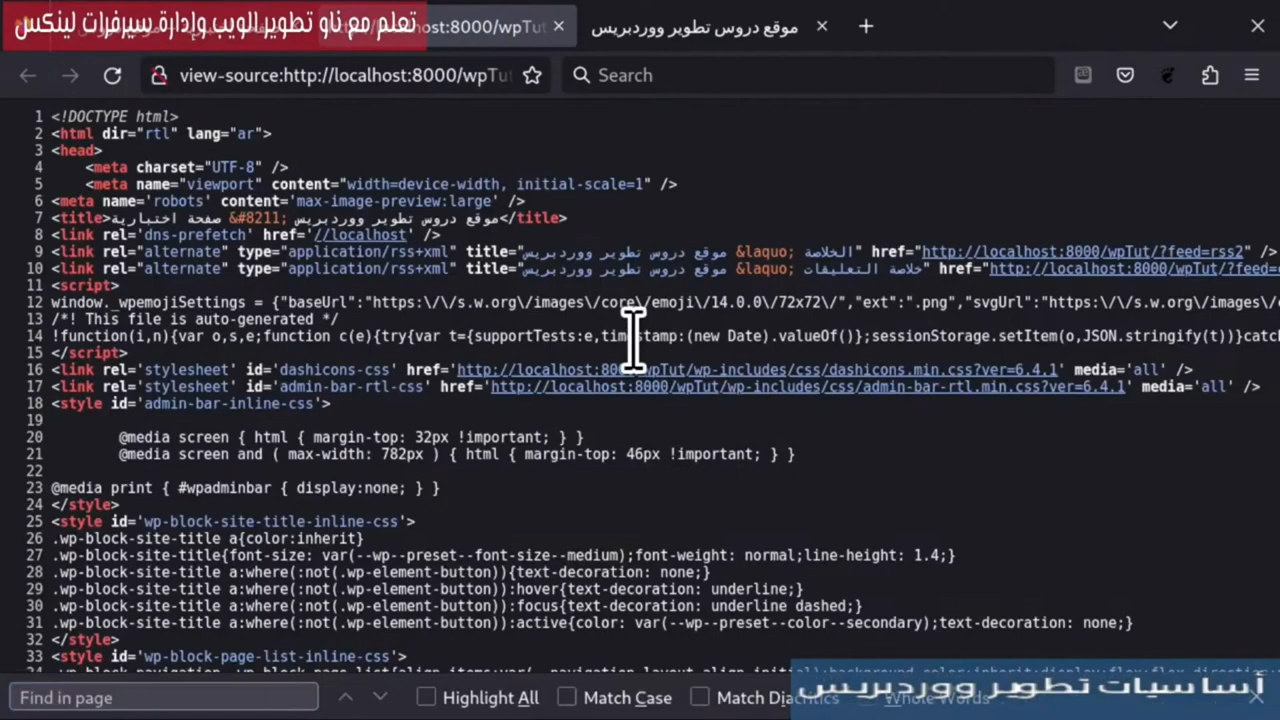 تعلم مع ناو تطوير الويب وإدارة سيرفرات لينكس
localhost:8000/wpTut
موقع دروس تطوير ووردبريس
view-source:http://localhost:8000/wpTut
Search
1 <!DOCTYPE html>
2 <html dir="rtl" lang="ar">
3 <head>
4 <meta charset="UTF-8" />
5 <meta name="viewport" content="width=device-width, initial-scale=1" />
6 <meta name='robots' content='max-image-preview:large' />
7 <title>صفحة اختبارية &#8211; موقع دروس تطوير ووردبريس</title>
8 <link rel='dns-prefetch' href='//localhost' />
9 <link rel="alternate" type="application/rss+xml" title="موقع دروس تطوير ووردبريس &laquo; الخلاصة" href="http://localhost:8000/wpTut/?feed=rss2" />
10 <link rel="alternate" type="application/rss+xml" title="موقع دروس تطوير ووردبريس &laquo; خلاصة التعليقات" href="http://localhost:8000/wpTut/?feed=
11 <script>
12 window._wpemojiSettings = {"baseUrl":"https:\/\/s.w.org\/images\/core\/emoji\/14.0.0\/72x72\/","ext":".png","svgUrl":"https:\/\/s.w.org\/images\/
13 /*! This file is auto-generated */
14 !function(i,n){var o,s,e;function c(e){try{var t={supportTests:e,timestamp:(new Date).valueOf()};sessionStorage.setItem(o,JSON.stringify(t))}catch
15 </script>
16 <link rel='stylesheet' id='dashicons-css' href='http://localhost:8000/wpTut/wp-includes/css/dashicons.min.css?ver=6.4.1' media='all' />
17 <link rel='stylesheet' id='admin-bar-rtl-css' href='http://localhost:8000/wpTut/wp-includes/css/admin-bar-rtl.min.css?ver=6.4.1' media='all' />
18 <style id='admin-bar-inline-css'>
19
20 @media screen { html { margin-top: 32px !important; } }
21 @media screen and ( max-width: 782px ) { html { margin-top: 46px !important; } }
22
23 @media print { #wpadminbar { display:none; } }
24 </style>
25 <style id='wp-block-site-title-inline-css'>
26 .wp-block-site-title a{color:inherit}
27 .wp-block-site-title{font-size: var(--wp--preset--font-size--medium);font-weight: normal;line-height: 1.4;}
28 .wp-block-site-title a:where(:not(.wp-element-button)){text-decoration: none;}
29 .wp-block-site-title a:where(:not(.wp-element-button)):hover{text-decoration: underline;}
30 .wp-block-site-title a:where(:not(.wp-element-button)):focus{text-decoration: underline dashed;}
31 .wp-block-site-title a:where(:not(.wp-element-button)):active{color: var(--wp--preset--color--secondary);text-decoration: none;}
32 </style>
33 <style id='wp-block-page-list-inline-css'>
Find in page
Highlight All
Match Case
Match Diacritics
Whole Words
أساسيات تطوير ووردبريس